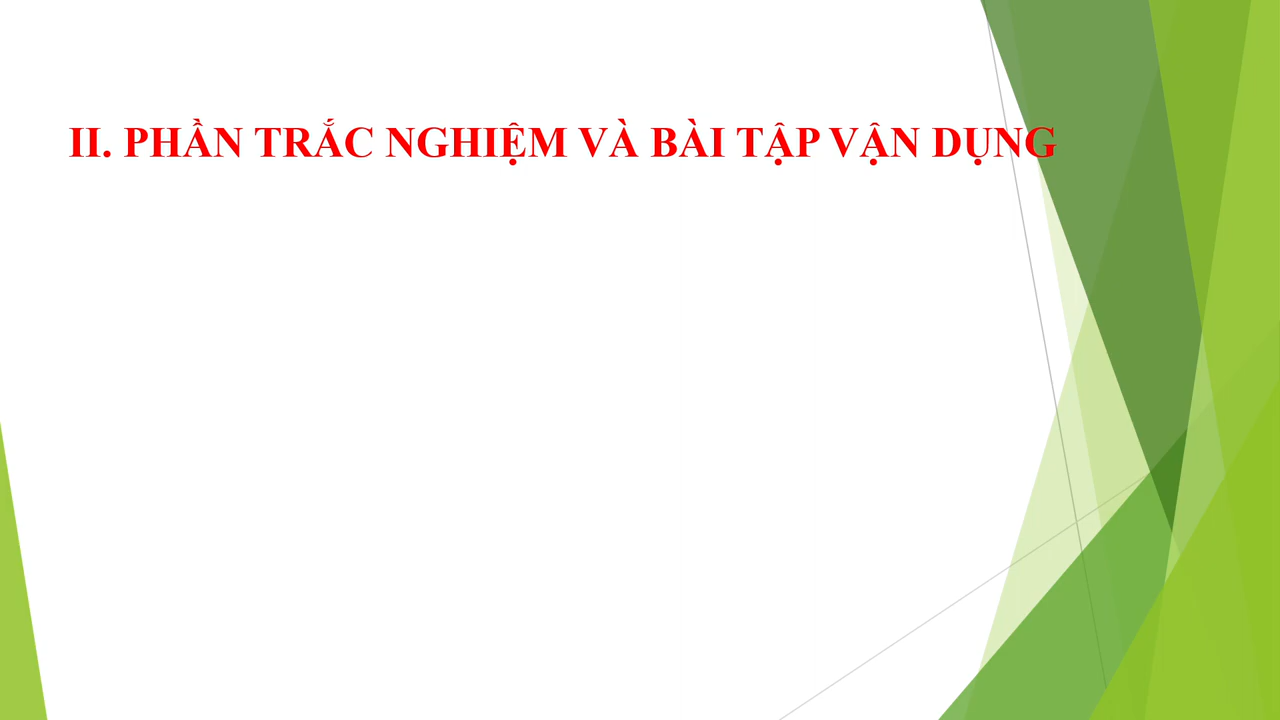 II. PHẦN TRẮC NGHIỆM VÀ BÀI TẬP VẬN DỤNG